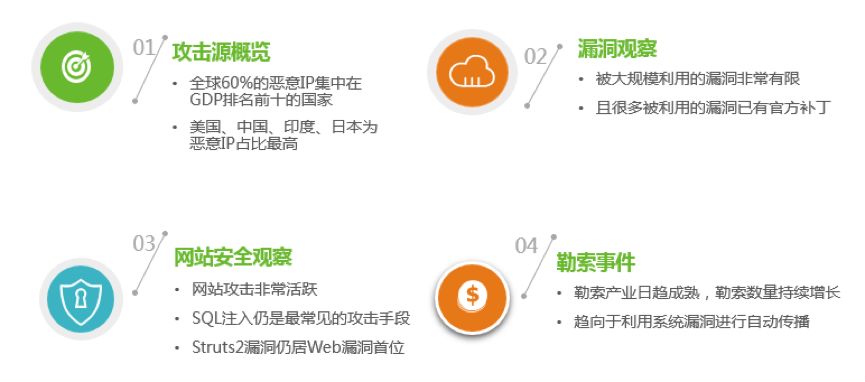 01
攻击源概览
• 全球60%的恶意IP集中在
GDP排名前十的国家
• 美国、中国、印度、日本为
恶意IP占比最高
02
漏洞观察
• 被大规模利用的漏洞非常有限
• 且很多被利用的漏洞已有官方补丁
03
网站安全观察
• 网站攻击非常活跃
• SQL注入仍是最常见的攻击手段
• Struts2漏洞仍居Web漏洞首位
04
勒索事件
• 勒索产业日趋成熟，勒索数量持续增长
• 趋向于利用系统漏洞进行自动传播
$